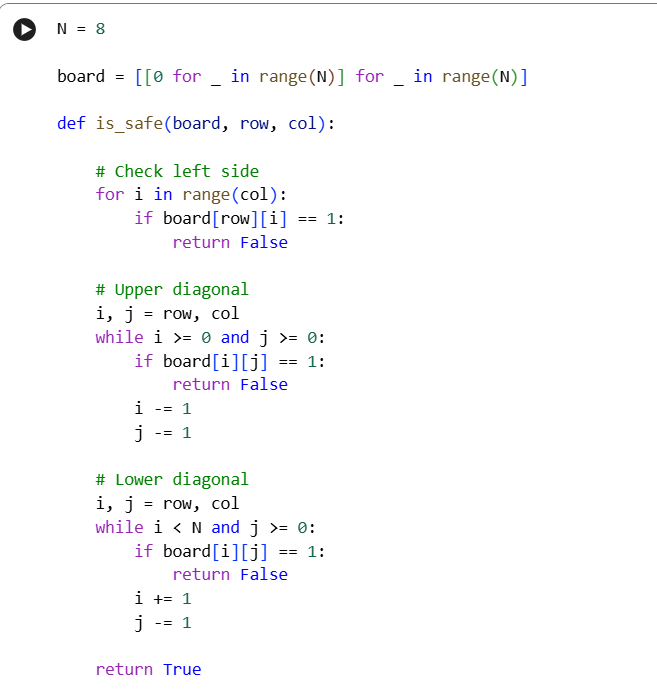 N = 8
board = [[0 for _ in range(N)] for _ in range(N)]
def is_safe(board, row, col):
    # Check left side
    for i in range(col):
        if board[row][i] == 1:
            return False
    # Upper diagonal
    i, j = row, col
    while i >= 0 and j >= 0:
        if board[i][j] == 1:
            return False
        i -= 1
        j -= 1
    # Lower diagonal
    i, j = row, col
    while i < N and j >= 0:
        if board[i][j] == 1:
            return False
        i += 1
        j -= 1
    return True